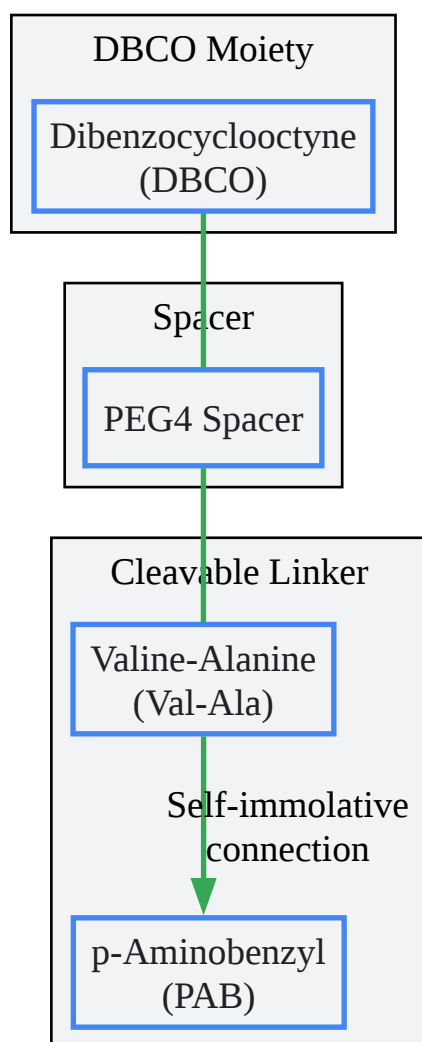 DBCO Moiety
Dibenzocyclooctyne
(DBCO)
Spacer
PEG4 Spacer
Cleavable Linker
Valine-Alanine
(Val-Ala)
Self-immolative
connection
p-Aminobenzyl
(PAB)